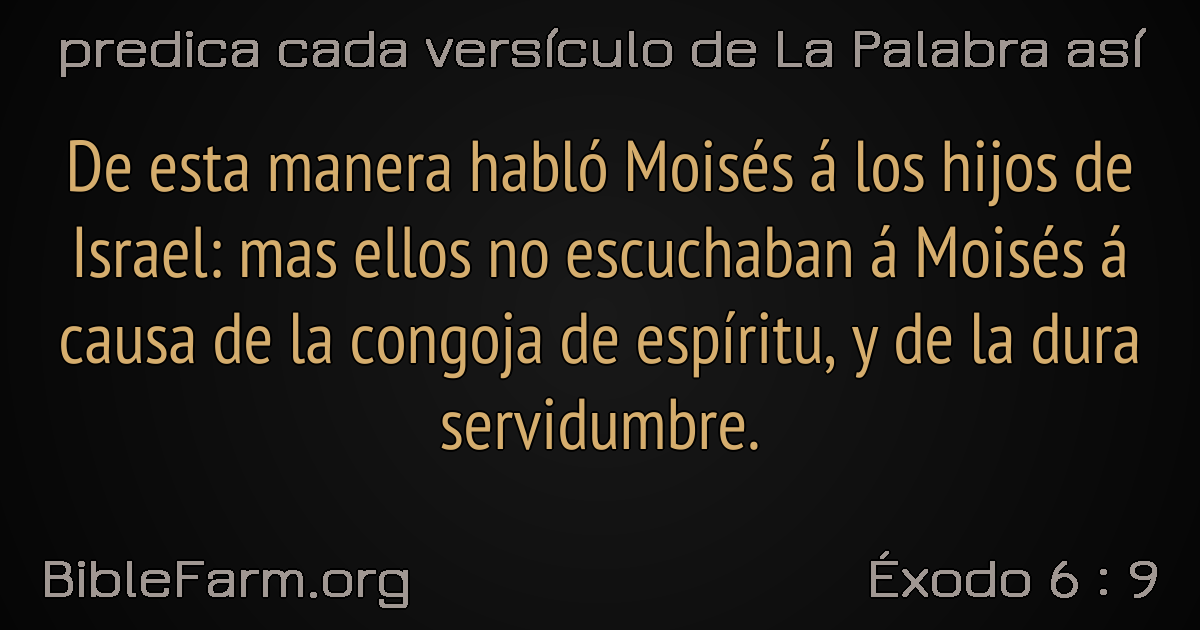 predica cada versículo de La Palabra así
De esta manera habló Moisés á los hijos de
Israel: mas ellos no escuchaban á Moisés á
causa de la congoja de espíritu, y de la dura
servidumbre.
BibleFarm.org
Éxodo 6 : 9